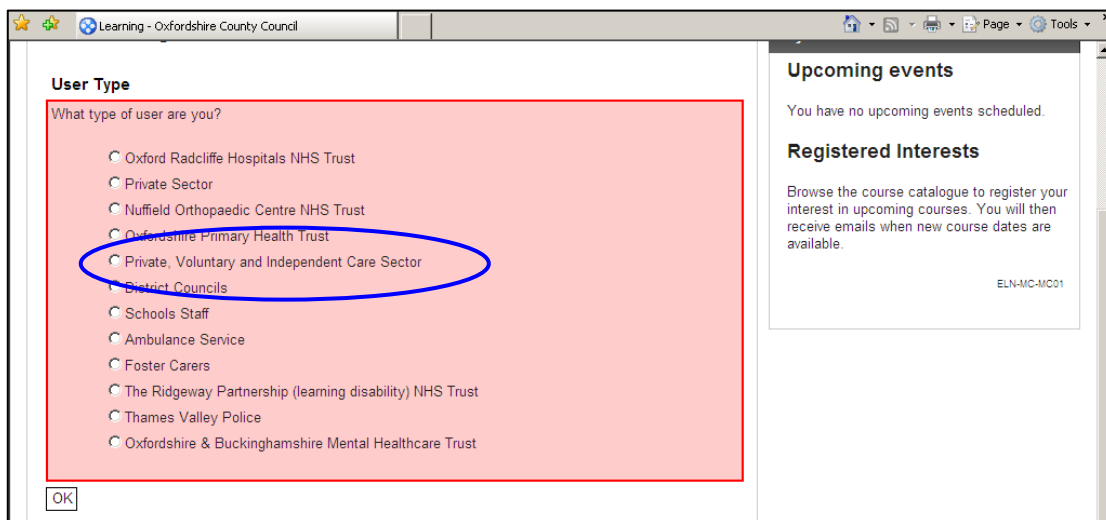 Learning - Oxfordshire County Council
Page
Tools
User Type
What type of user are you?
Oxford Radcliffe Hospitals NHS Trust
Private Sector
Nuffield Orthopaedic Centre NHS Trust
Oxfordshire Primary Health Trust
Private, Voluntary and Independent Care Sector
District Councils
Schools Staff
Ambulance Service
Foster Carers
The Ridgeway Partnership (learning disability) NHS Trust
Thames Valley Police
Oxfordshire & Buckinghamshire Mental Healthcare Trust
OK
Upcoming events
You have no upcoming events scheduled.
Registered Interests
Browse the course catalogue to register your
interest in upcoming courses. You will then
receive emails when new course dates are
available.
ELN-MC-MC01